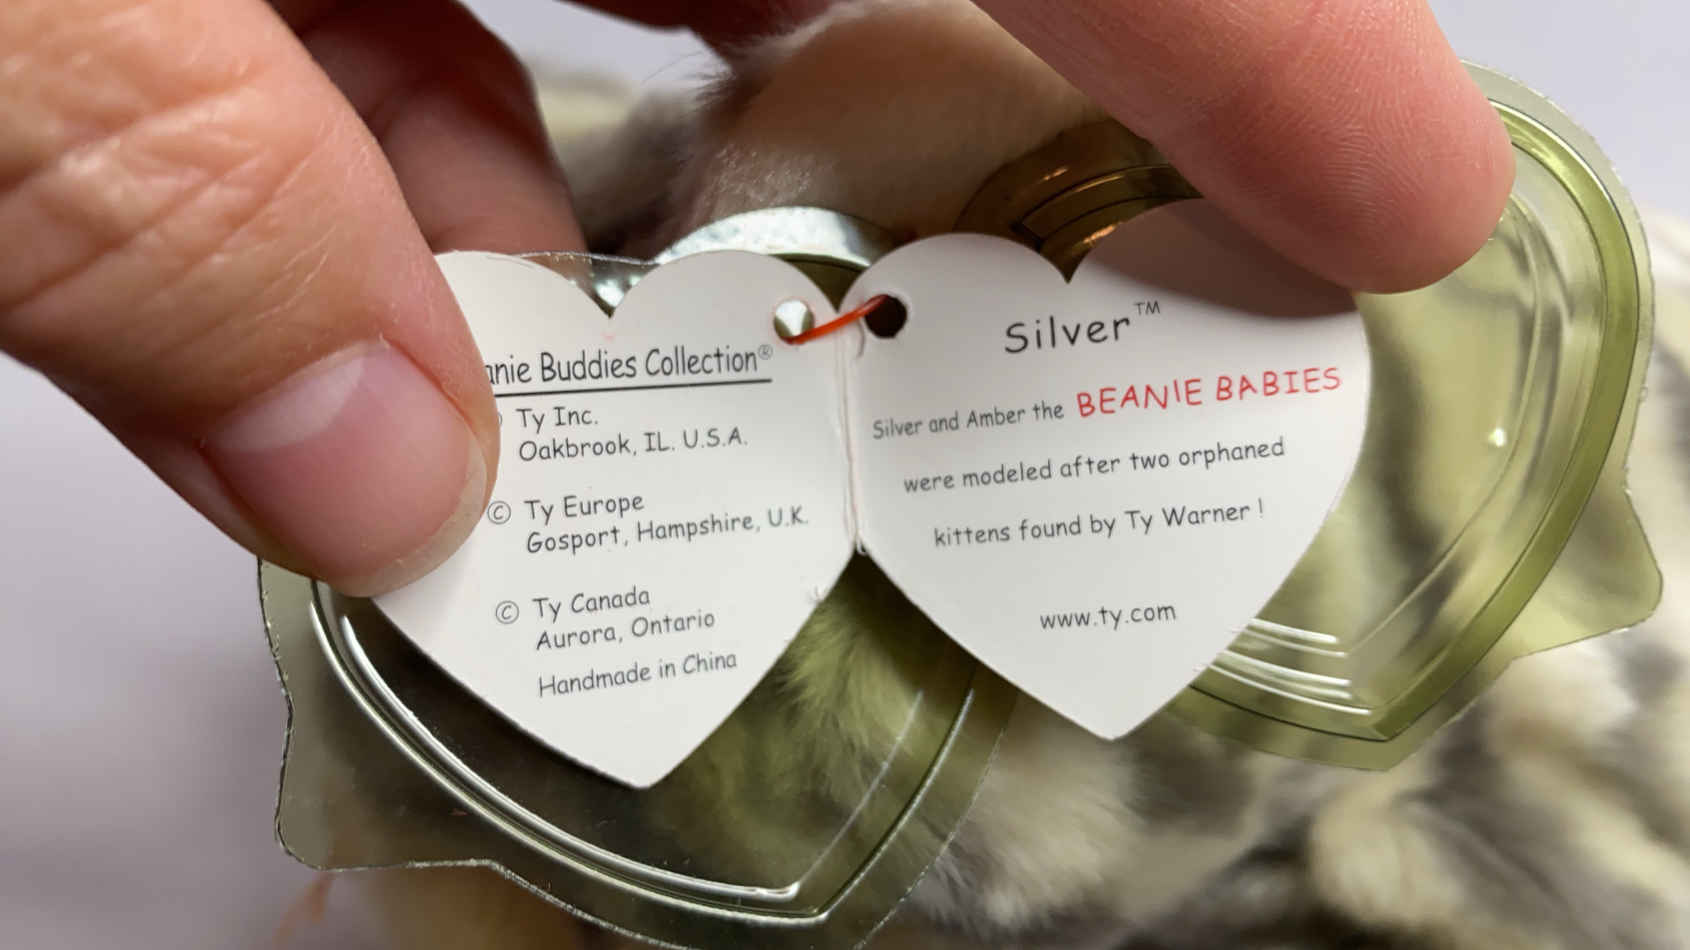 Buddies Collection®
Ty Inc.
Oakbrook, IL. U.S.A.
© Ty Europe
Gosport, Hampshire, U.K.
© Ty Canada
Aurora, Ontario
Handmade in China
Silver™
Silver and Amber the BEANIE BABIES
were modeled after two orphaned
kittens found by Ty Warner !
www.ty.com